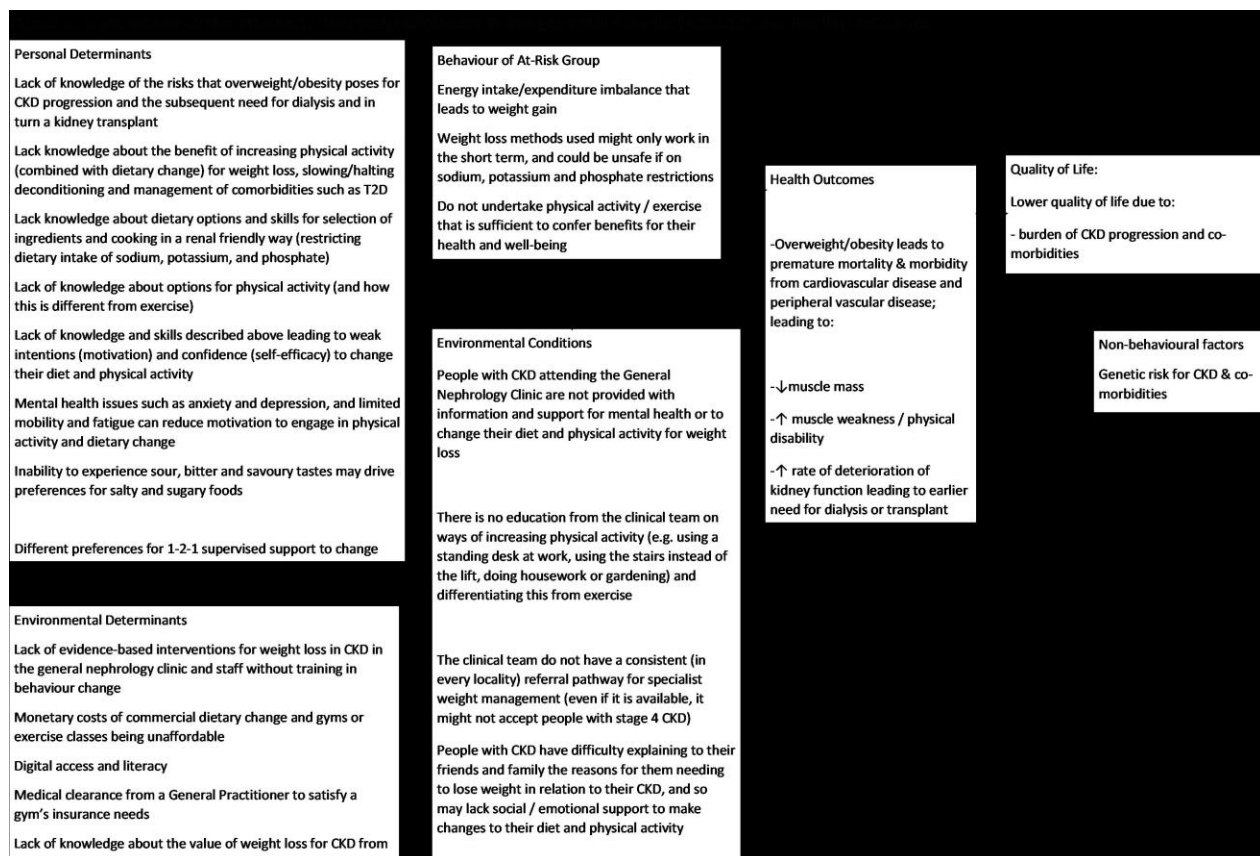 Personal Determinants
Lack of knowledge of the risks that overweight/obesity poses for
CKD progression and the subsequent need for dialysis and in
turn a kidney transplant
Lack knowledge about the benefit of increasing physical activity
(combined with dietary change) for weight loss, slowing/halting
deconditioning and management of comorbidities such as T2D
Lack knowledge about dietary options and skills for selection of
ingredients and cooking in a renal friendly way (restricting
dietary intake of sodium, potassium, and phosphate)
Lack of knowledge about options for physical activity (and how
this is different from exercise)
Lack of knowledge and skills described above leading to weak
intentions (motivation) and confidence (self-efficacy) to change
their diet and physical activity
Mental health issues such as anxiety and depression, and limited
mobility and fatigue can reduce motivation to engage in physical
activity and dietary change
Inability to experience sour, bitter and savoury tastes may drive
preferences for salty and sugary foods
Different preferences for 1-2-1 supervised support to change
Environmental Determinants
Lack of evidence-based interventions for weight loss in CKD in
the general nephrology clinic and staff without training in
behaviour change
Monetary costs of commercial dietary change and gyms or
exercise classes being unaffordable
Digital access and literacy
Medical clearance from a General Practitioner to satisfy a
gym's insurance needs
Lack of knowledge about the value of weight loss for CKD from
Behaviour of At-Risk Group
Energy intake/expenditure imbalance that
leads to weight gain
Weight loss methods used might only work in
the short term, and could be unsafe if on
sodium, potassium and phosphate restrictions
Do not undertake physical activity / exercise
that is sufficient to confer benefits for their
health and well-being
Environmental Conditions
People with CKD attending the General
Nephrology Clinic are not provided with
information and support for mental health or to
change their diet and physical activity for weight
loss
There is no education from the clinical team on
ways of increasing physical activity (e.g. using a
standing desk at work, using the stairs instead of
the lift, doing housework or gardening) and
differentiating this from exercise
The clinical team do not have a consistent (in
every locality) referral pathway for specialist
weight management (even if it is available, it
might not accept people with stage 4 CKD)
People with CKD have difficulty explaining to their
friends and family the reasons for them needing
to lose weight in relation to their CKD, and so
may lack social / emotional support to make
changes to their diet and physical activity
Health Outcomes
-Overweight/obesity leads to
premature mortality & morbidity
from cardiovascular disease and
peripheral vascular disease;
leading to:
-↓muscle mass
-↑ muscle weakness / physical
disability
-↑ rate of deterioration of
kidney function leading to earlier
need for dialysis or transplant
Quality of Life:
Lower quality of life due to:
- burden of CKD progression and co-
morbidities
Non-behavioural factors
Genetic risk for CKD & co-
morbidities